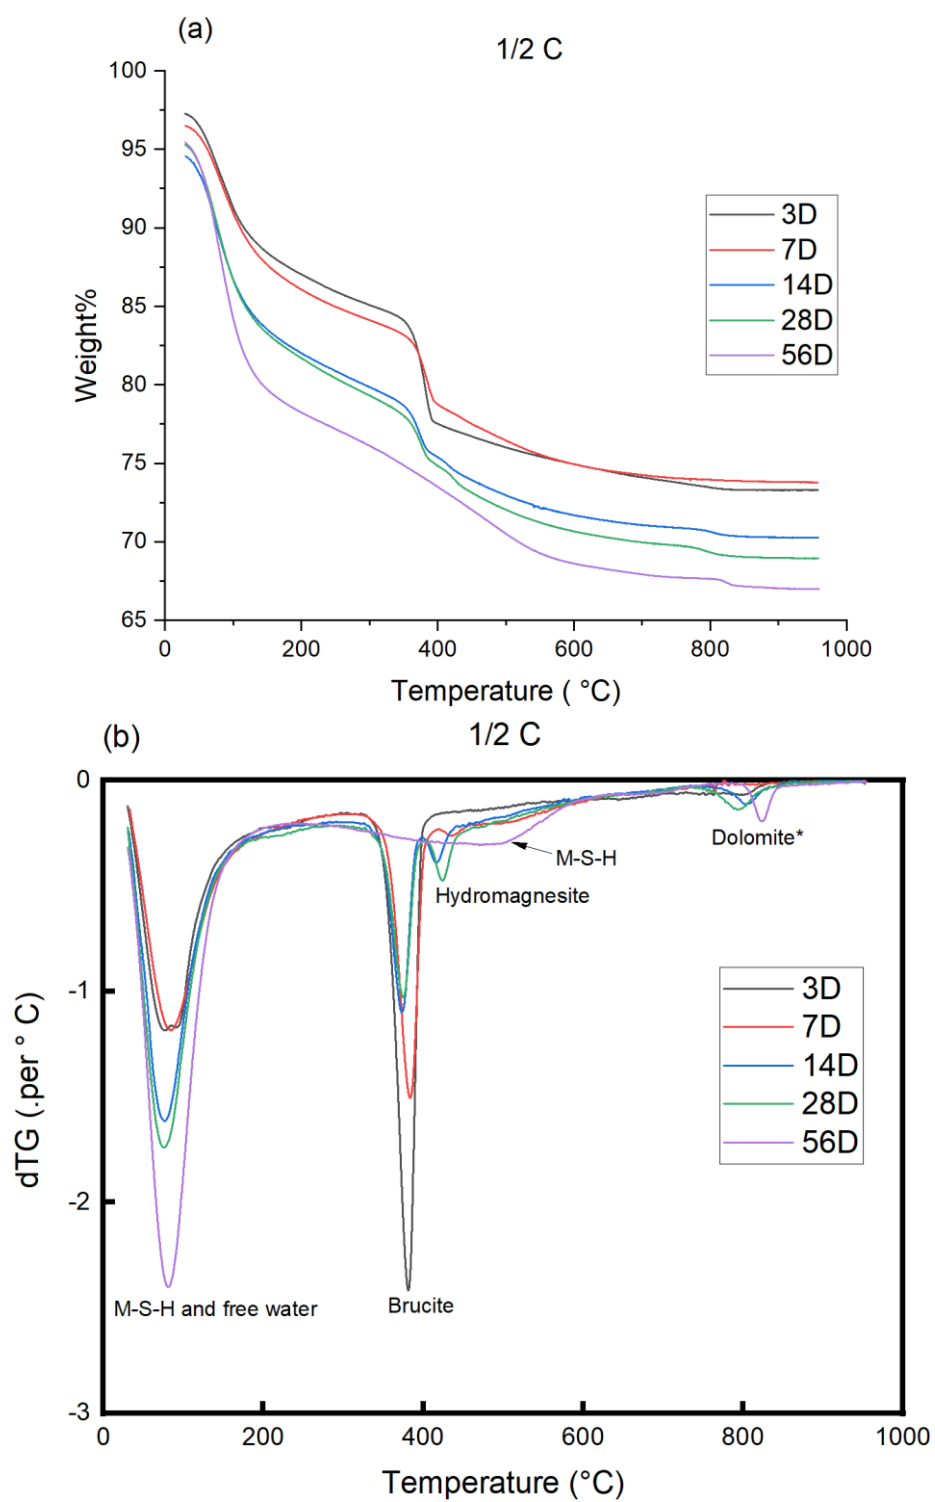 (a)
1/2 C
100
95
90
85
80
75
70
65
Weight%
3D
7D
14D
28D
56D
0
200
400
600
800
1000
Temperature ( °C)
(b)
1/2 C
0
-1
-2
-3
dTG (.per ° C)
Dolomite*
M-S-H
Hydromagnesite
3D
7D
14D
28D
56D
M-S-H and free water
Brucite
0
200
400
600
800
1000
Temperature (°C)